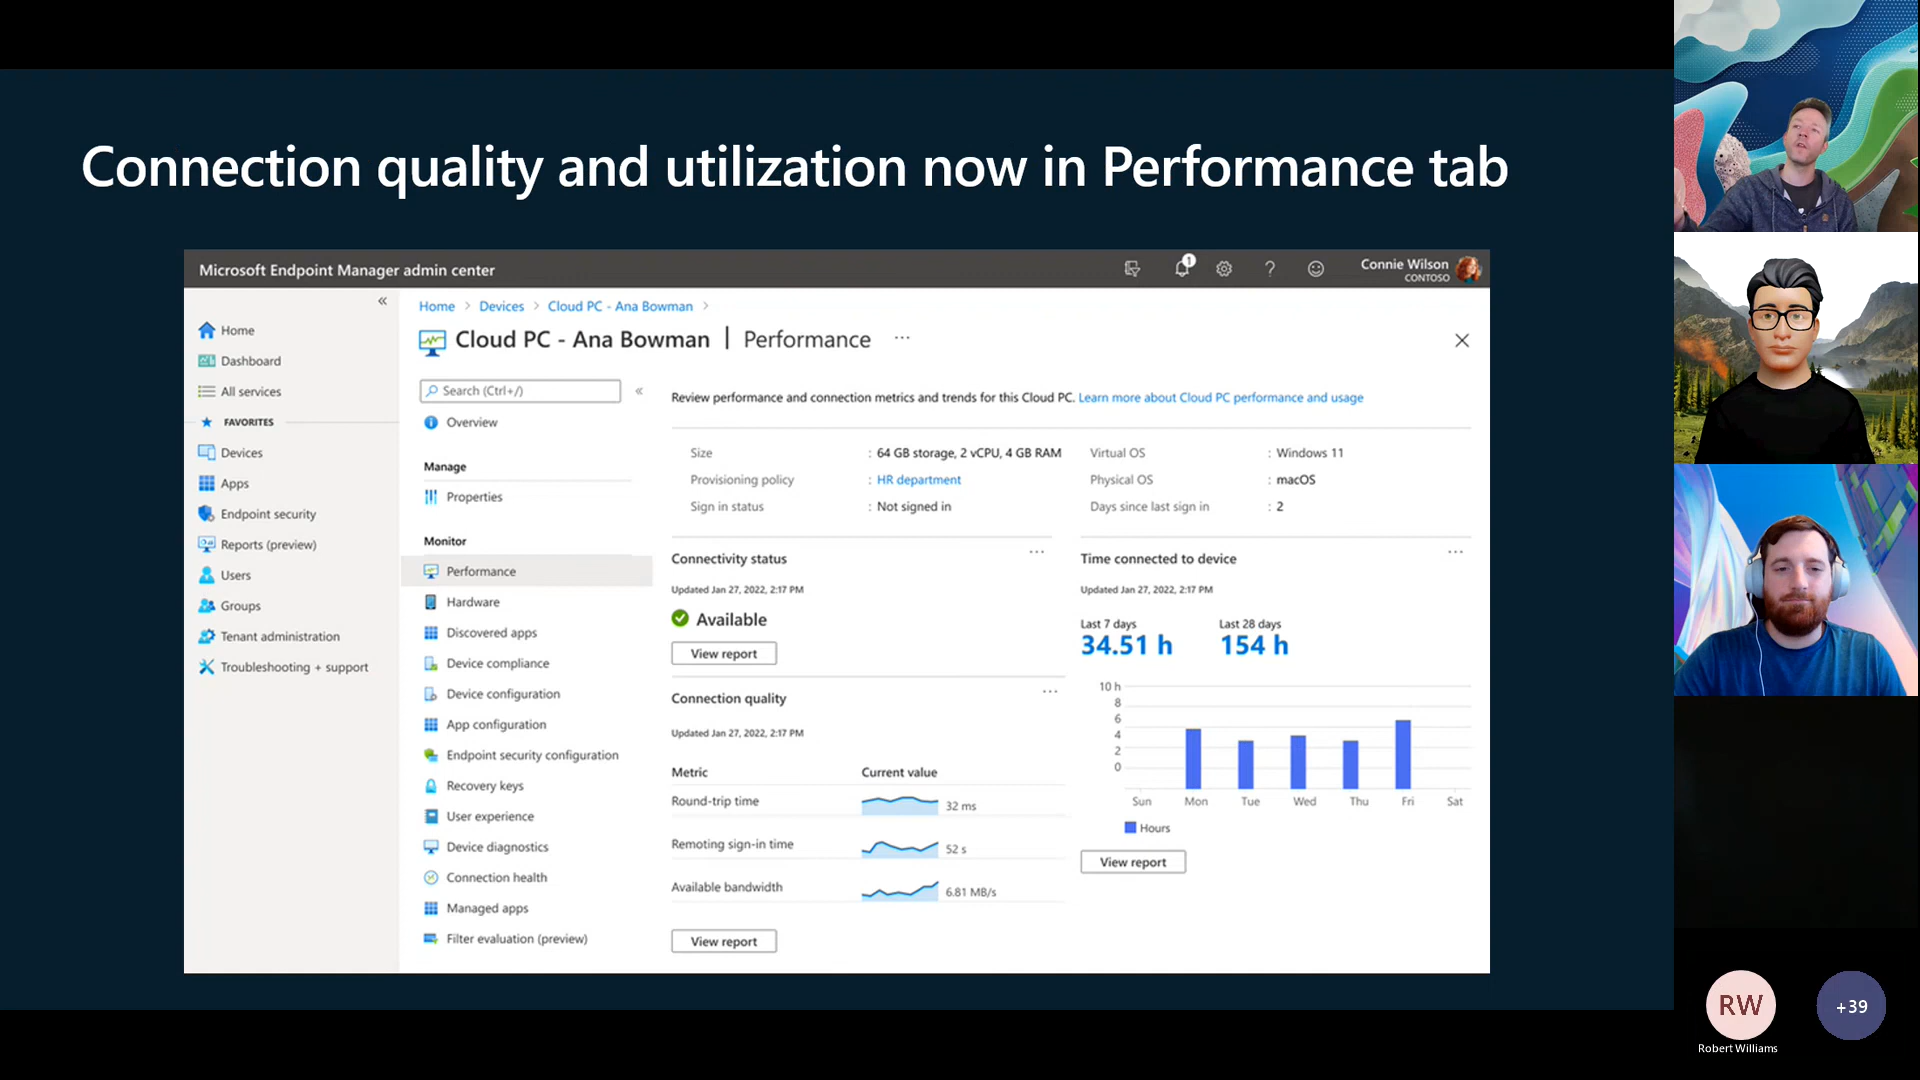 Connection quality and utilization now in Performance tab
Microsoft Endpoint Manager admin center
1
?
Connie Wilson
CONTOSO
«
Home
Dashboard
All services
FAVORITES
Devices
Apps
Endpoint security
Reports (preview)
Users
Groups
Tenant administration
Troubleshooting + support
Home > Devices > Cloud PC - Ana Bowman >
Cloud PC - Ana Bowman | Performance ...
Search (Ctrl+/)
«
Overview
Manage
Properties
Monitor
Performance
Hardware
Discovered apps
Device compliance
Device configuration
App configuration
Endpoint security configuration
Recovery keys
User experience
Device diagnostics
Connection health
Managed apps
Filter evaluation (preview)
Review performance and connection metrics and trends for this Cloud PC. Learn more about Cloud PC performance and usage
Size : 64 GB storage, 2 vCPU, 4 GB RAM
Provisioning policy : HR department
Sign in status : Not signed in
Virtual OS : Windows 11
Physical OS : macOS
Days since last sign in : 2
Connectivity status ...
Updated Jan 27, 2022, 2:17 PM
Available
View report
Connection quality ...
Updated Jan 27, 2022, 2:17 PM
Metric Current value
Round-trip time 32 ms
Remoting sign-in time 52 s
Available bandwidth 6.81 MB/s
View report
Time connected to device ...
Updated Jan 27, 2022, 2:17 PM
Last 7 days Last 28 days
34.51 h 154 h
10 h
8
6
4
2
0
Sun Mon Tue Wed Thu Fri Sat
Hours
View report
RW
+39
Robert Williams